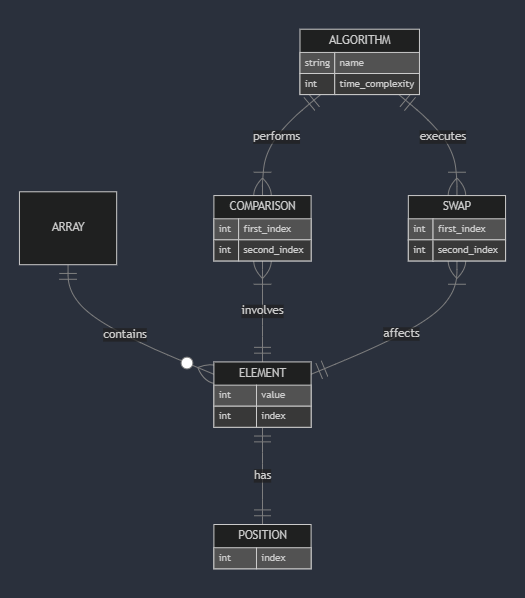 ALGORITHM
string name
int time_complexity
performs
executes
COMPARISON
int first_index
int second_index
SWAP
int first_index
int second_index
ARRAY
involves
contains
affects
ELEMENT
int value
int index
has
POSITION
int index